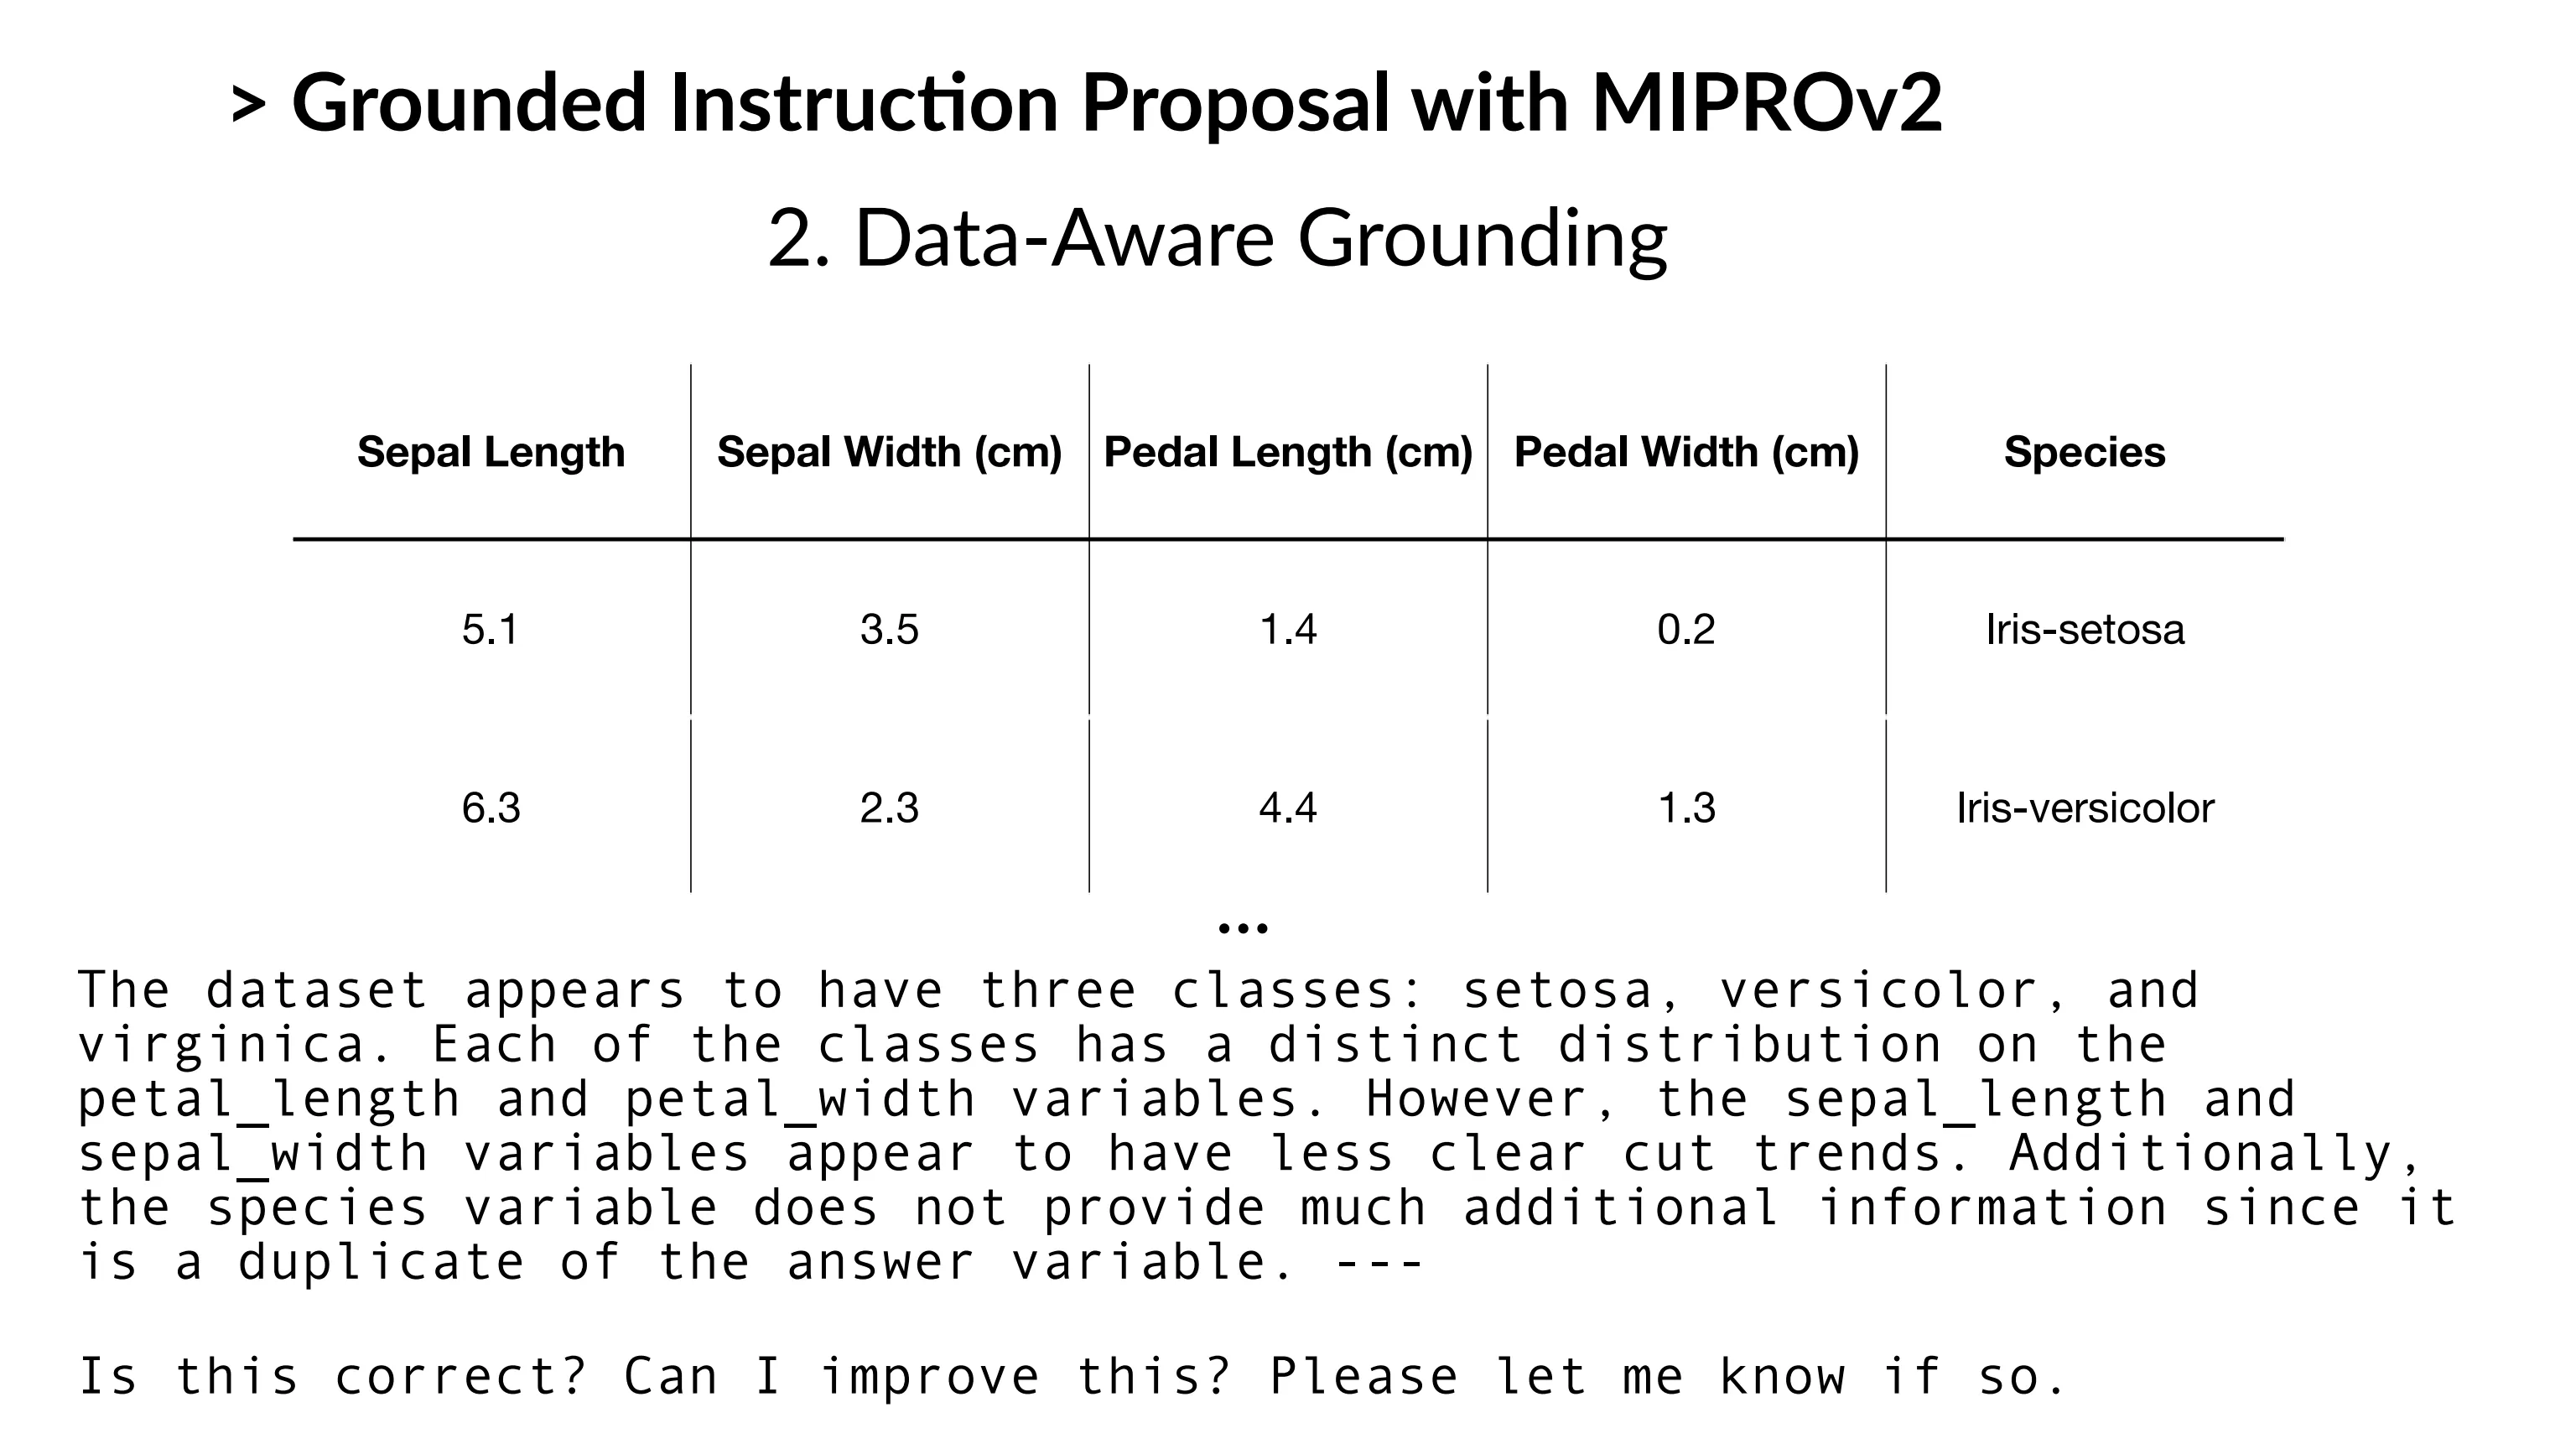 > Grounded Instruction Proposal with MIPROv2
2. Data-Aware Grounding
Sepal Length Sepal Width (cm) Pedal Length (cm) Pedal Width (cm) Species
5.1 3.5 1.4 0.2 Iris-setosa
6.3 2.3 4.4 1.3 Iris-versicolor
...
The dataset appears to have three classes: setosa, versicolor, and
virginica. Each of the classes has a distinct distribution on the
petal_length and petal_width variables. However, the sepal_length and
sepal_width variables appear to have less clear cut trends. Additionally,
the species variable does not provide much additional information since it
is a duplicate of the answer variable. ---
Is this correct? Can I improve this? Please let me know if so.